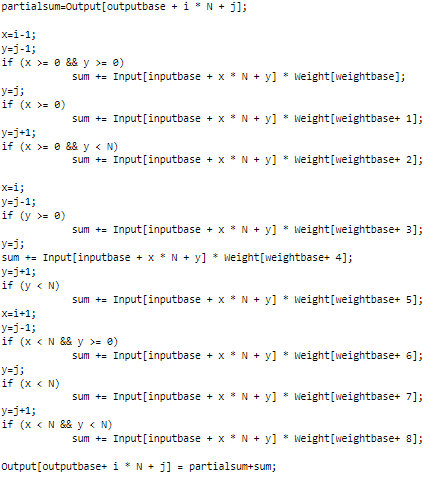 partialsum=Output[outputbase + i * N + j];
x=i-1;
y=j-1;
if (x >= 0 && y >= 0)
sum += Input[inputbase + x * N + y] * Weight[weightbase];
y=j;
if (x >= 0)
sum += Input[inputbase + x * N + y] * Weight[weightbase+ 1];
y=j+1;
if (x >= 0 && y < N)
sum += Input[inputbase + x * N + y] * Weight[weightbase+ 2];
x=i;
y=j-1;
if (y >= 0)
sum += Input[inputbase + x * N + y] * Weight[weightbase+ 3];
y=j;
sum += Input[inputbase + x * N + y] * Weight[weightbase+ 4];
y=j+1;
if (y < N)
sum += Input[inputbase + x * N + y] * Weight[weightbase+ 5];
x=i+1;
y=j-1;
if (x < N && y >= 0)
sum += Input[inputbase + x * N + y] * Weight[weightbase+ 6];
y=j;
if (x < N)
sum += Input[inputbase + x * N + y] * Weight[weightbase+ 7];
y=j+1;
if (x < N && y < N)
sum += Input[inputbase + x * N + y] * Weight[weightbase+ 8];
Output[outputbase+ i * N + j] = partialsum+sum;